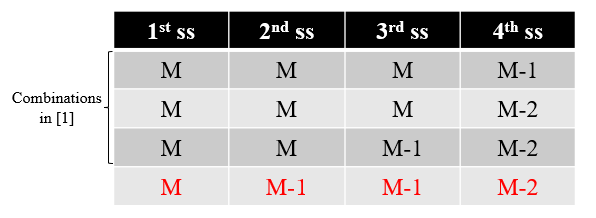 1st ss 2nd ss 3rd ss 4th ss
M M M M-1
Combinations
in [1]
M M M M-2
M M M-1 M-2
M M-1 M-1 M-2